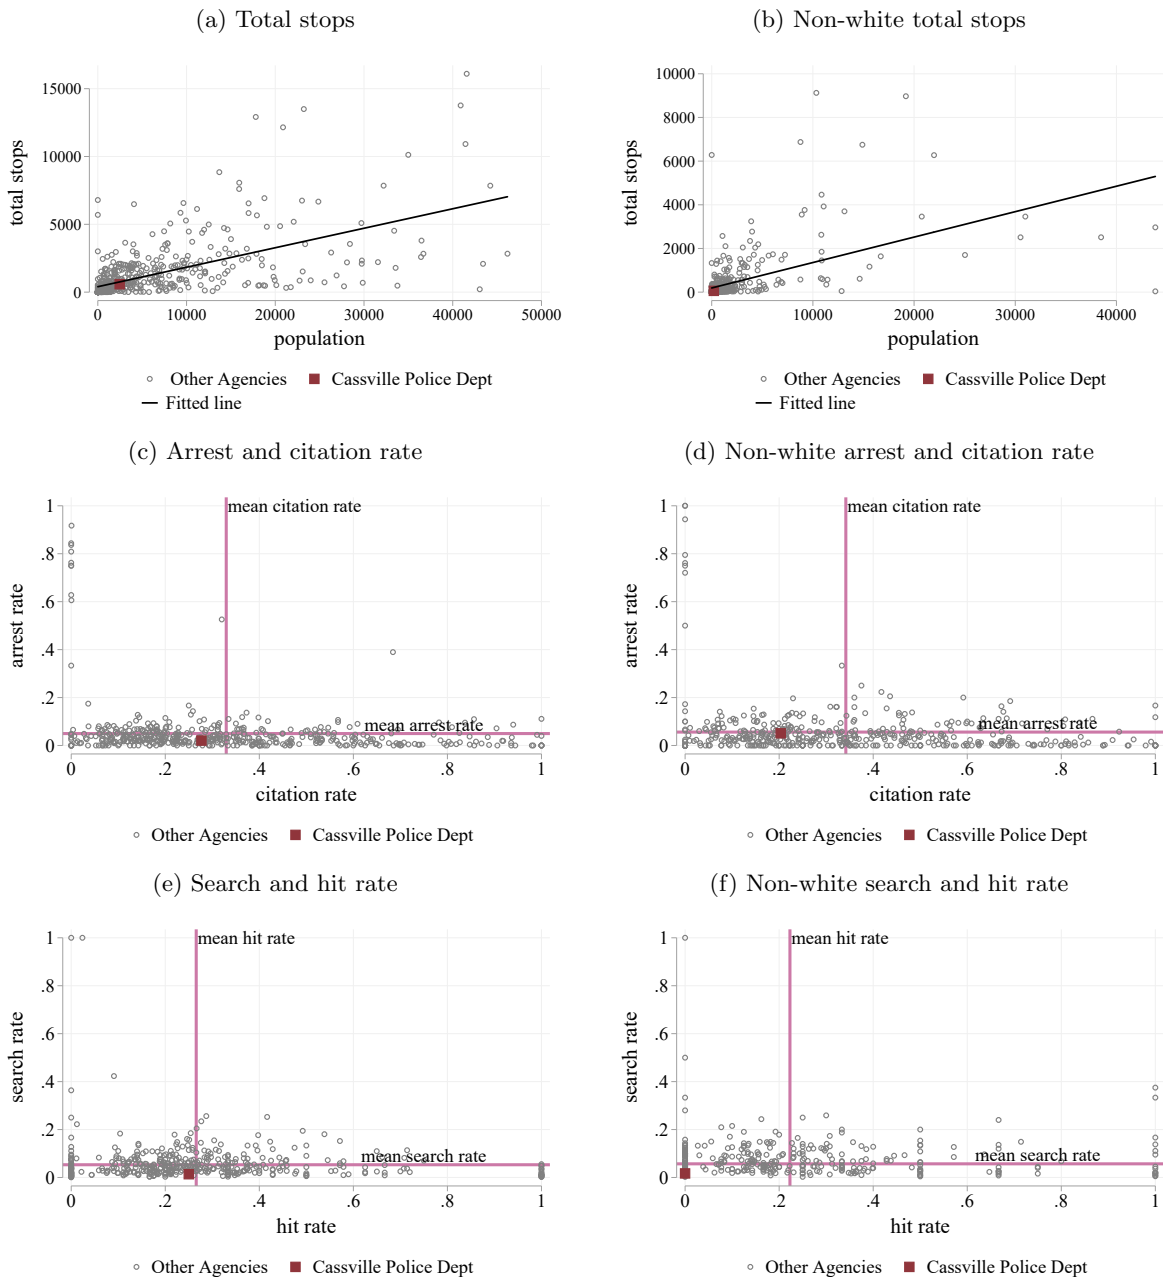 (a) Total stops
(b) Non-white total stops
total stops
15000
10000
5000
0
0 10000 20000 30000 40000 50000
population
Other Agencies Cassville Police Dept
Fitted line
total stops
10000
8000
6000
4000
2000
0
0 10000 20000 30000 40000
population
Other Agencies Cassville Police Dept
Fitted line
(c) Arrest and citation rate
(d) Non-white arrest and citation rate
arrest rate
1
.8
.6
.4
.2
0
mean citation rate
mean arrest rate
0 .2 .4 .6 .8 1
citation rate
Other Agencies Cassville Police Dept
arrest rate
1
.8
.6
.4
.2
0
mean citation rate
mean arrest rate
0 .2 .4 .6 .8 1
citation rate
Other Agencies Cassville Police Dept
(e) Search and hit rate
(f) Non-white search and hit rate
search rate
1
.8
.6
.4
.2
0
mean hit rate
mean search rate
0 .2 .4 .6 .8 1
hit rate
Other Agencies Cassville Police Dept
search rate
1
.8
.6
.4
.2
0
mean hit rate
mean search rate
0 .2 .4 .6 .8 1
hit rate
Other Agencies Cassville Police Dept